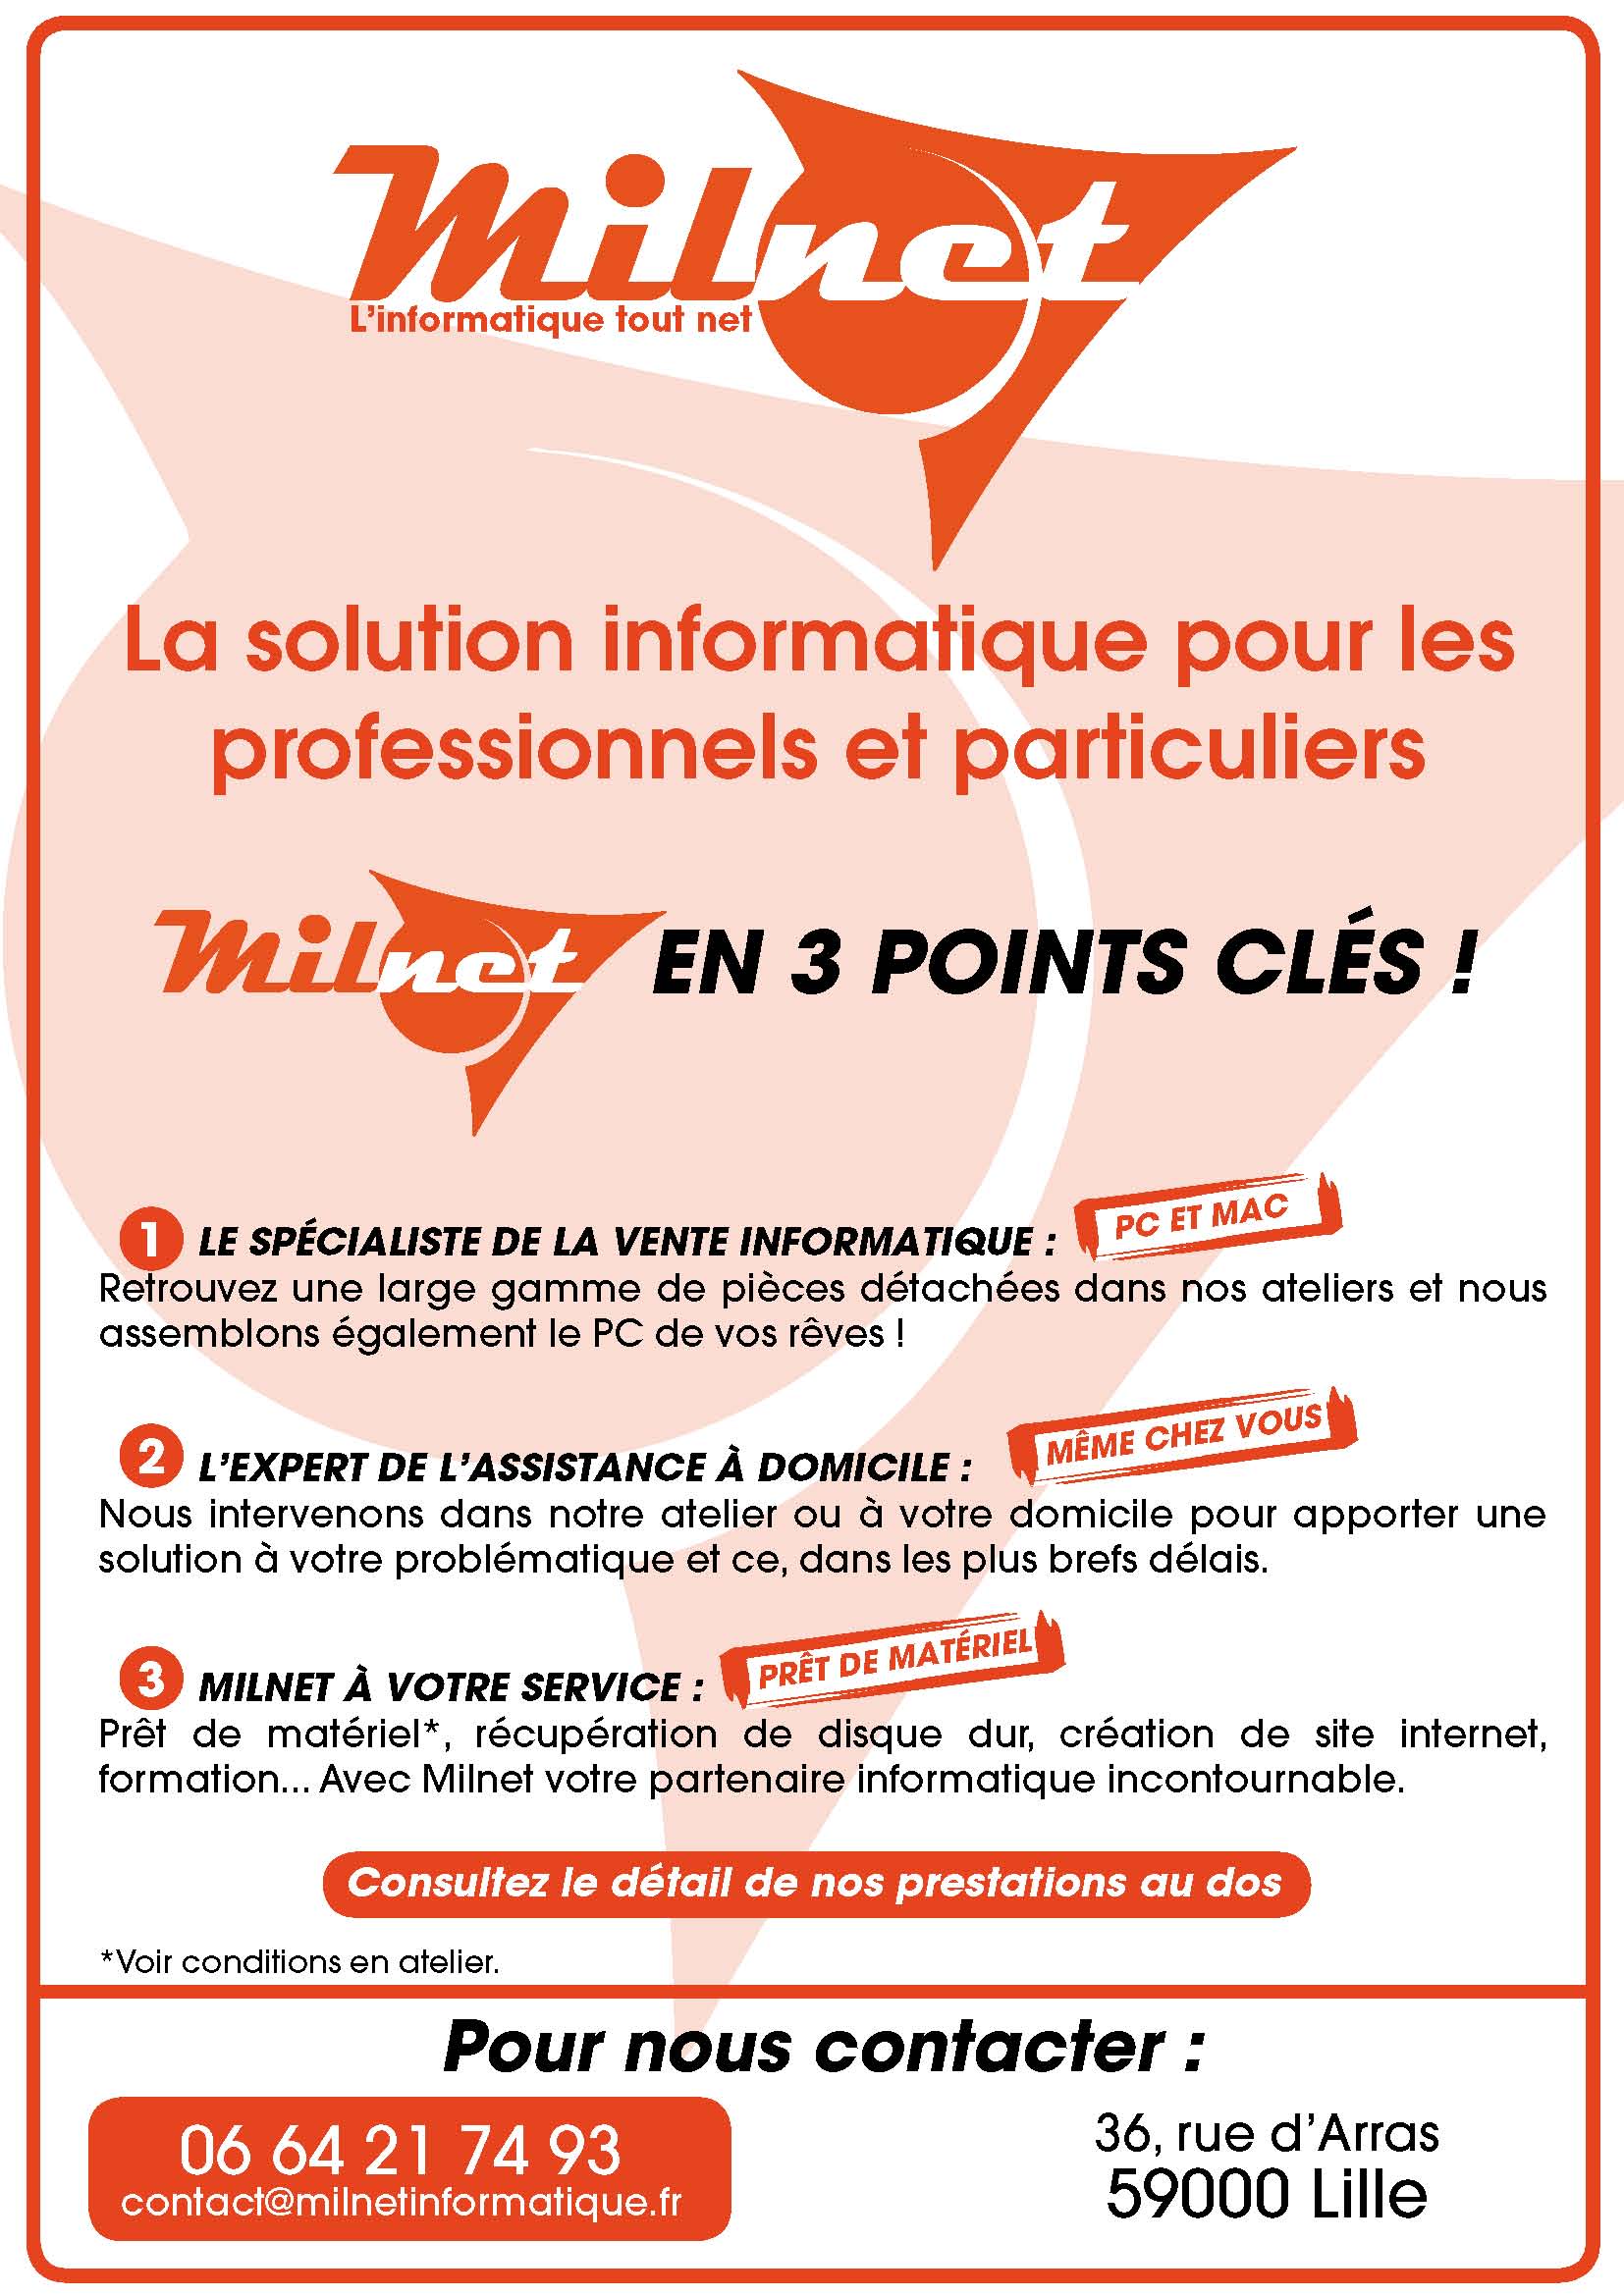 Milnet
L'informatique tout net
La solution informatique pour les
professionnels et particuliers
Milnet EN 3 POINTS CLÉS !
1 LE SPÉCIALISTE DE LA VENTE INFORMATIQUE : PC ET MAC
Retrouvez une large gamme de pièces détachées dans nos ateliers et nous
assemblons également le PC de vos rêves !
2 L'EXPERT DE L'ASSISTANCE À DOMICILE : MÊME CHEZ VOUS
Nous intervenons dans notre atelier ou à votre domicile pour apporter une
solution à votre problématique et ce, dans les plus brefs délais.
3 MILNET À VOTRE SERVICE : PRÊT DE MATÉRIEL
Prêt de matériel*, récupération de disque dur, création de site internet,
formation... Avec Milnet votre partenaire informatique incontournable.
Consultez le détail de nos prestations au dos
*Voir conditions en atelier.
Pour nous contacter :
06 64 21 74 93
contact@milnetinformatique.fr
36, rue d'Arras
59000 Lille